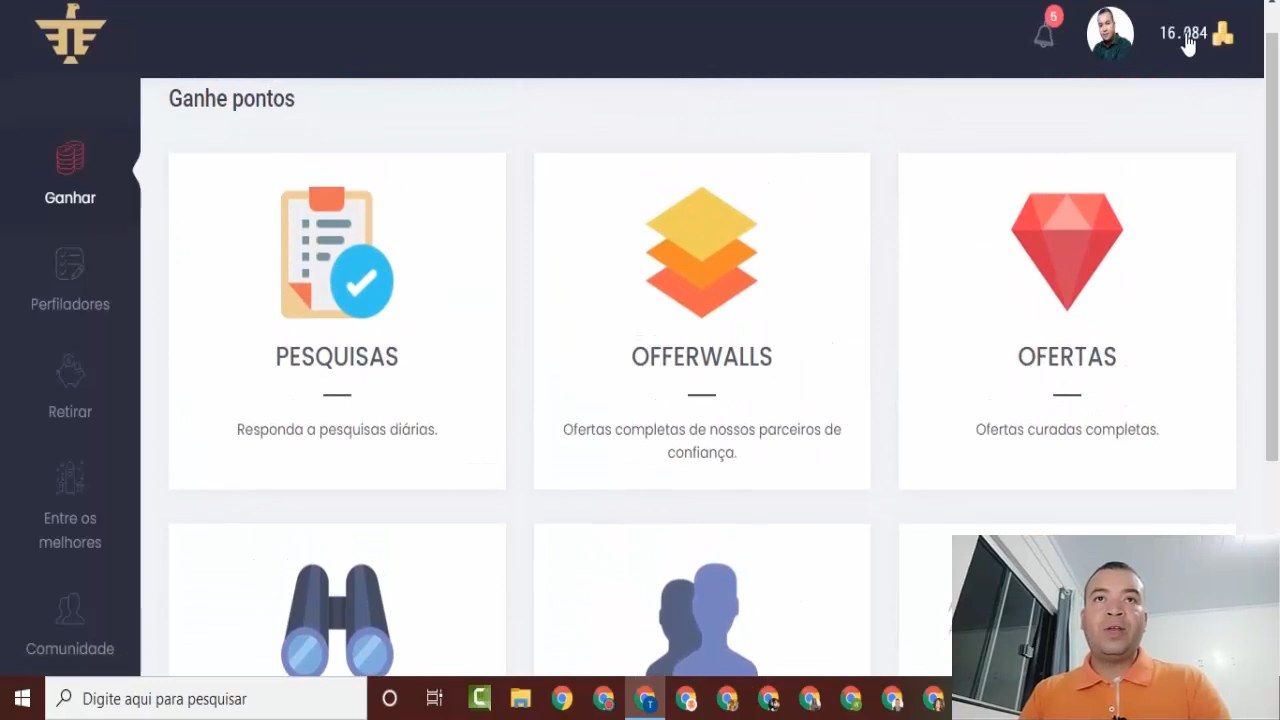 5
16.084
Ganhe pontos
Ganhar
Perfiladores
Retirar
Entre os
melhores
Comunidade
PESQUISAS
Responda a pesquisas diárias.
OFFERWALLS
Ofertas completas de nossos parceiros de
confiança.
OFERTAS
Ofertas curadas completas.
Digite aqui para pesquisar